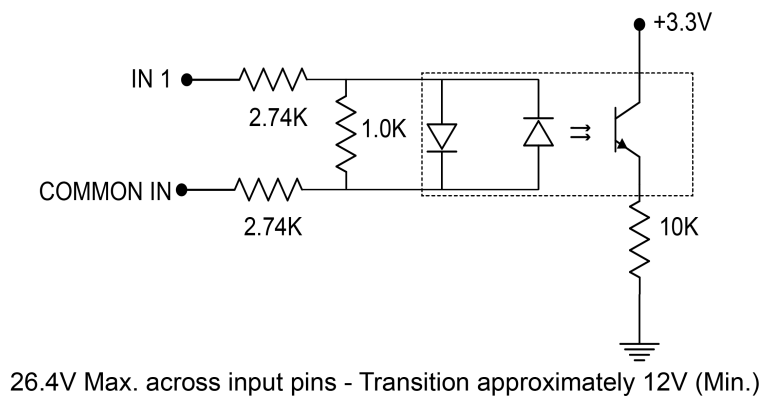 +3.3V
IN 1
2.74K
1.0K
COMMON IN
2.74K
10K
26.4V Max. across input pins - Transition approximately 12V (Min.)